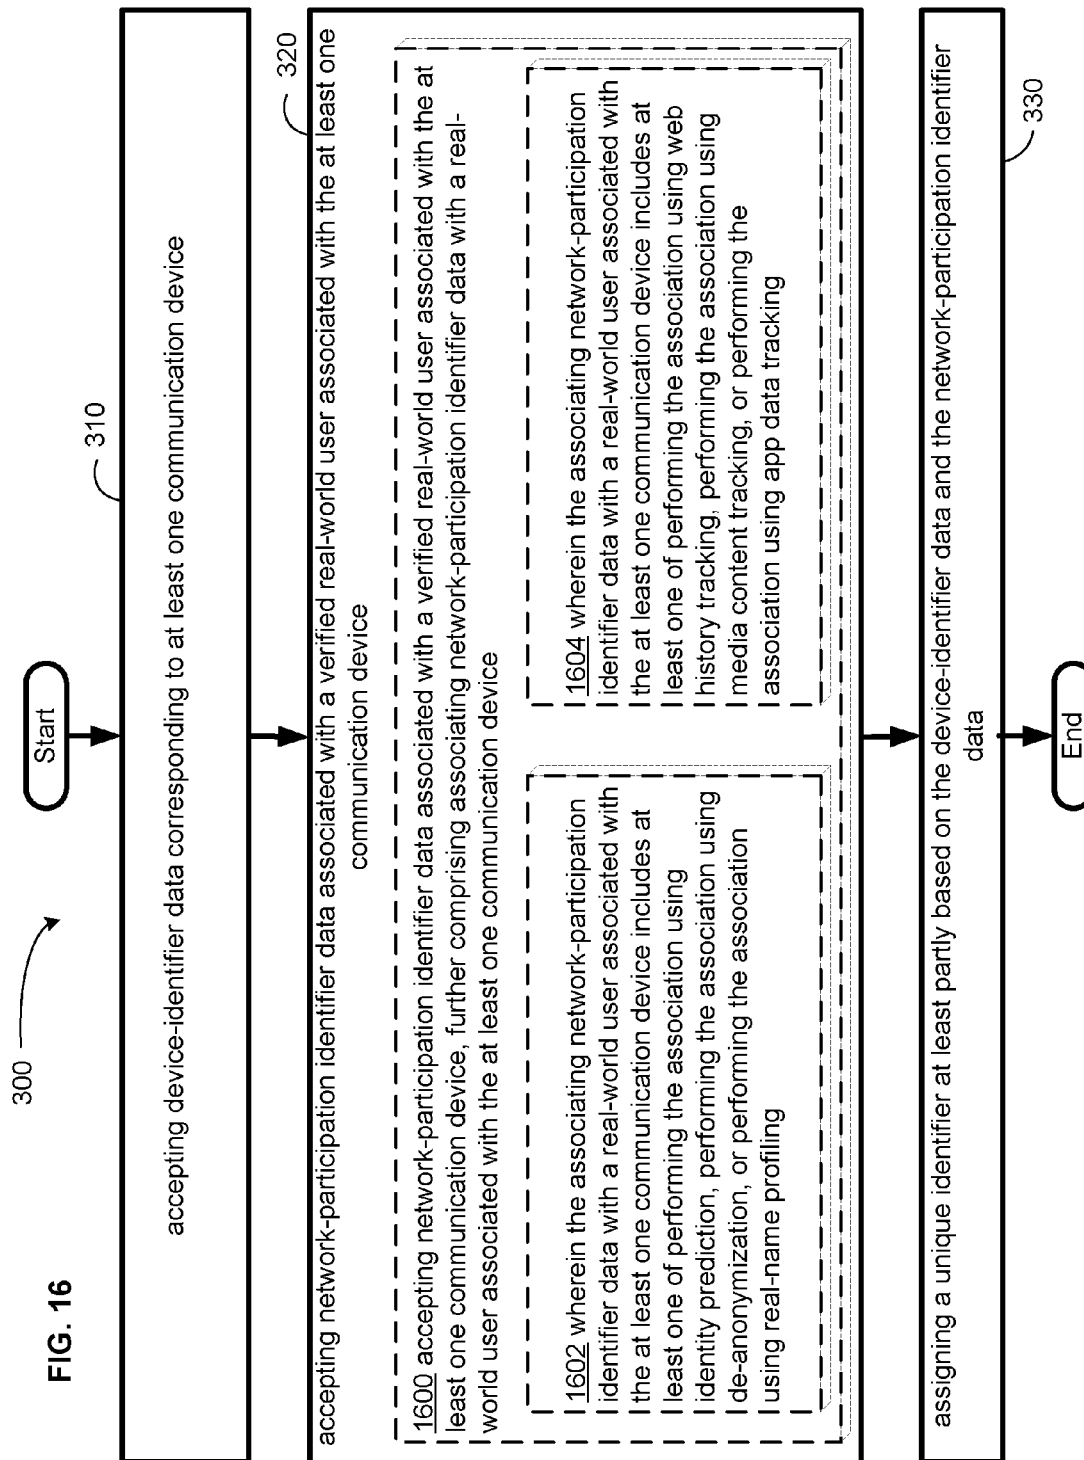 FIG. 16
300
Start
310
accepting device-identifier data corresponding to at least one communication device
320
accepting network-participation identifier data associated with a verified real-world user associated with the at least one
communication device
1600 accepting network-participation identifier data associated with a verified real-world user associated with the at
least one communication device, further comprising associating network-participation identifier data with a real-
world user associated with the at least one communication device
1602 wherein the associating network-participation
identifier data with a real-world user associated with
the at least one communication device includes at
least one of performing the association using
identity prediction, performing the association using
de-anonymization, or performing the association
using real-name profiling
1604 wherein the associating network-participation
identifier data with a real-world user associated with
the at least one communication device includes at
least one of performing the association using web
history tracking, performing the association using
media content tracking, or performing the
association using app data tracking
330
assigning a unique identifier at least partly based on the device-identifier data and the network-participation identifier
data
End